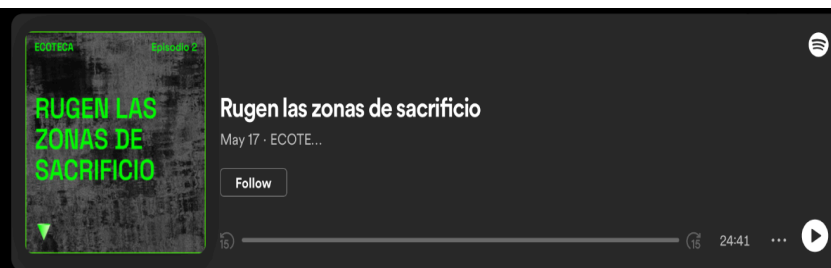 ECOTECA Episodio 2
RUGEN LAS
ZONAS DE
SACRIFICIO
Rugen las zonas de sacrificio
May 17 · ECOTE...
Follow
15 15 24:41 ...